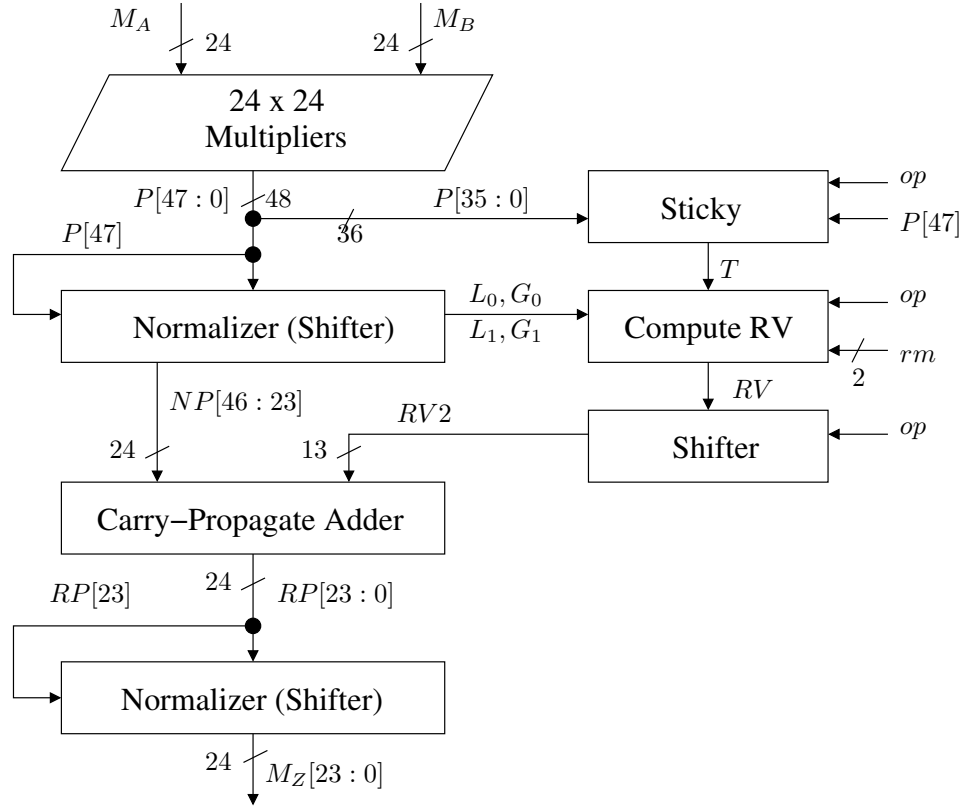 M_A
24
24
M_B
24 x 24
Multipliers
P[47 : 0]
48
P[35 : 0]
36
Sticky
op
P[47]
P[47]
T
Normalizer (Shifter)
L_0, G_0
L_1, G_1
Compute RV
op
rm
2
NP[46 : 23]
RV
RV2
24
13
Shifter
op
Carry−Propagate Adder
RP[23]
24
RP[23 : 0]
Normalizer (Shifter)
24
M_Z[23 : 0]